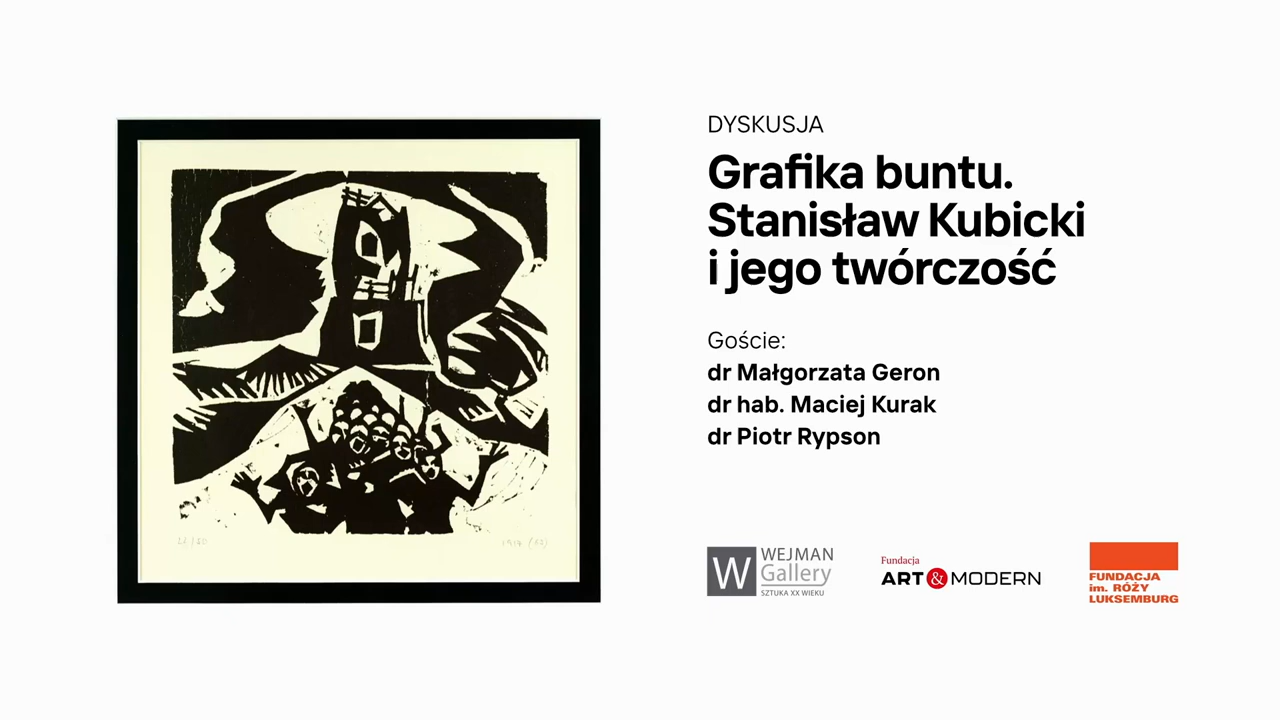 DYSKUSJA
Grafika buntu.
Stanisław Kubicki
i jego twórczość
Goście:
dr Małgorzata Geron
dr hab. Maciej Kurak
dr Piotr Rypson
W WEJMAN
Gallery
SZTUKA XX WIEKU
Fundacja
ART & MODERN
FUNDACJA
im. RÓŻY
LUKSEMBURG